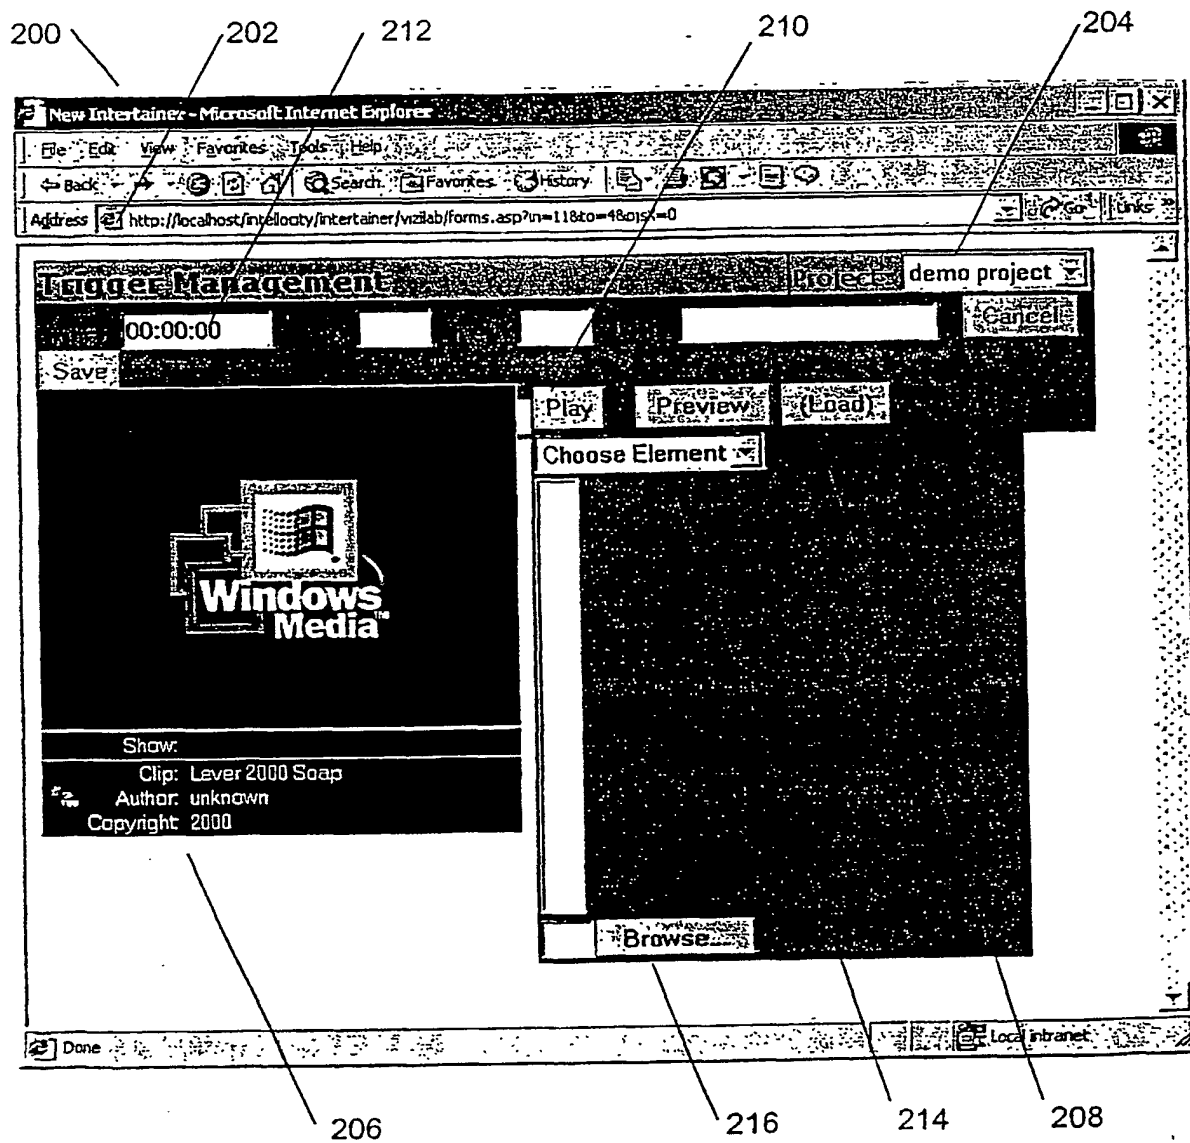 200 202 212 210 204
New Intertainer - Microsoft Internet Explorer
File Edit View Favorites Tools Help
Back Search Favorites History
Address http://localhost/intellocity/intertainer/vizilab/forms.asp? Go Links
Trigger Management Project: demo project
00:00:00 Cancel
Save
Play Preview (Load)
Choose Element
Windows
Media™
Show:
Clip: Lever 2000 Soap
Author: unknown
Copyright: 2000
Browse...
Done Local intranet
206 216 214 208